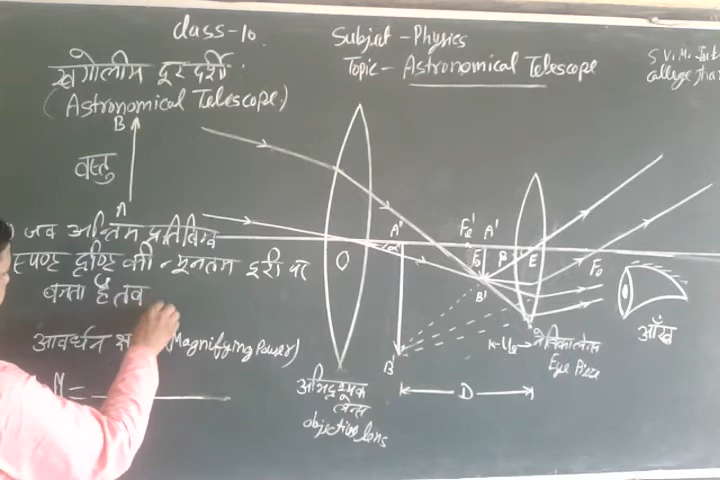 class-10.
Subject - Physics
Topic - Astronomical Telescope
S.V.M.
college
खगोलीय दूरदर्शी
(Astronomical Telescope)
B
वस्तु
A
जब अन्तिम प्रतिबिम्ब
स्पष्ट दृष्टि की न्यूनतम दूरी पर
बनता है तब
आवर्धन (Magnifying Power)
M =
O
A"
Fe'
A'
Fo
E
Fe
B'
B"
D
अभिदृश्यक
लेन्स
objective lens
नेत्रिका लेन्स
Eye Piece
आँख